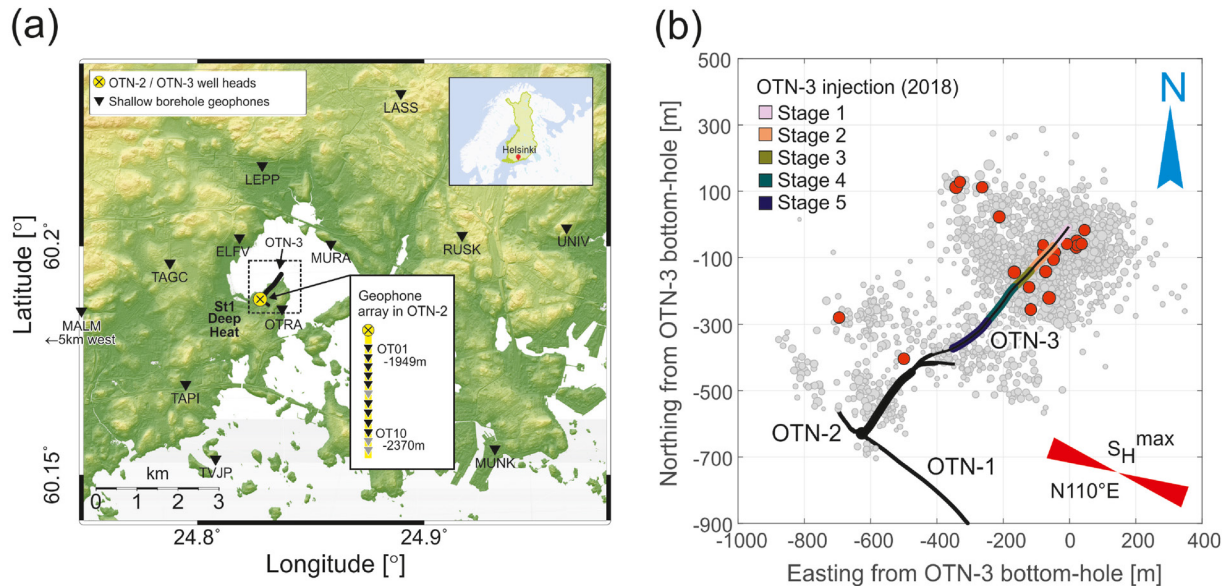 (a)
OTN-2 / OTN-3 well heads
Shallow borehole geophones
LASS
Helsinki
LEPP
ELFV
OTN-3
MURA
RUSK
UNIV
TAGC
St1
Deep
Heat
OTRA
MALM
←5km west
Geophone
array in OTN-2
OT01
-1949m
OT10
-2370m
TAPI
TVJP
MUNK
km
0 1 2 3
60.2°
60.15°
Latitude [°]
24.8° 24.9°
Longitude [°]
(b)
OTN-3 injection (2018)
Stage 1
Stage 2
Stage 3
Stage 4
Stage 5
N
OTN-3
OTN-2
OTN-1
SHmax
N110°E
500
300
100
-100
-300
-500
-700
-900
Northing from OTN-3 bottom-hole [m]
-1000 -800 -600 -400 -200 0 200 400
Easting from OTN-3 bottom-hole [m]